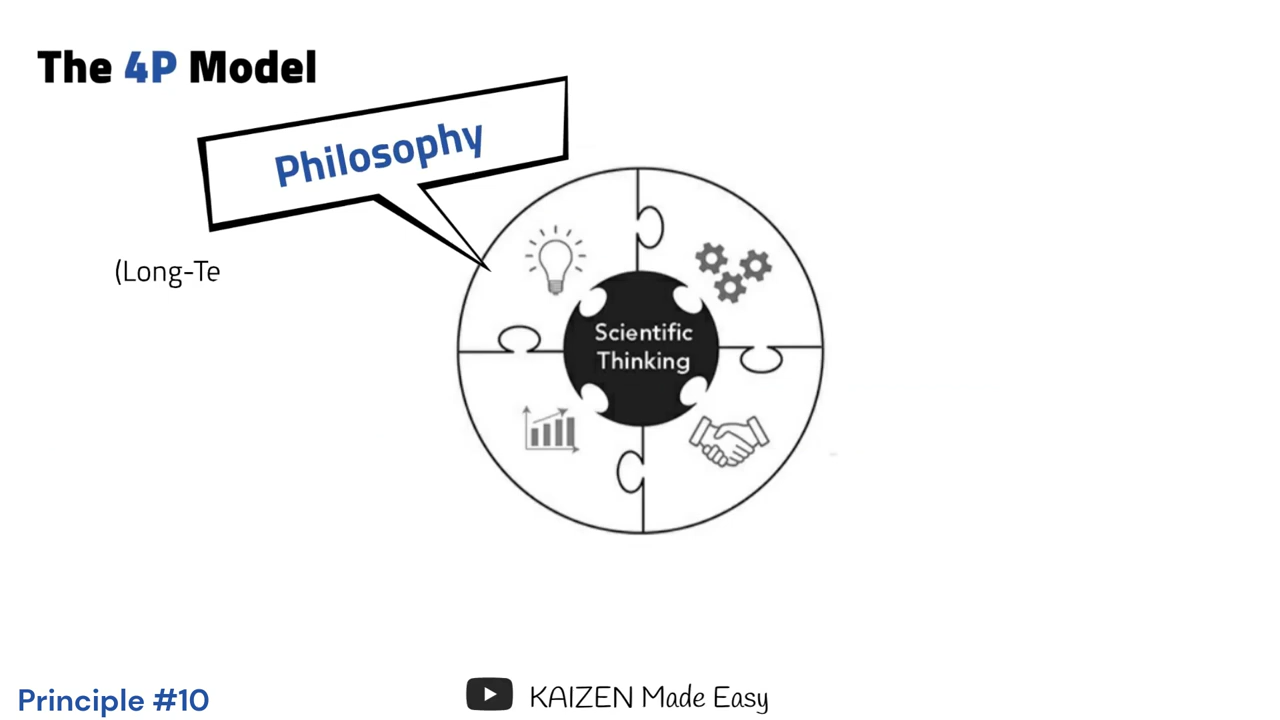 The 4P Model
Philosophy
(Long-Te
Scientific
Thinking
Principle #10
KAIZEN Made Easy